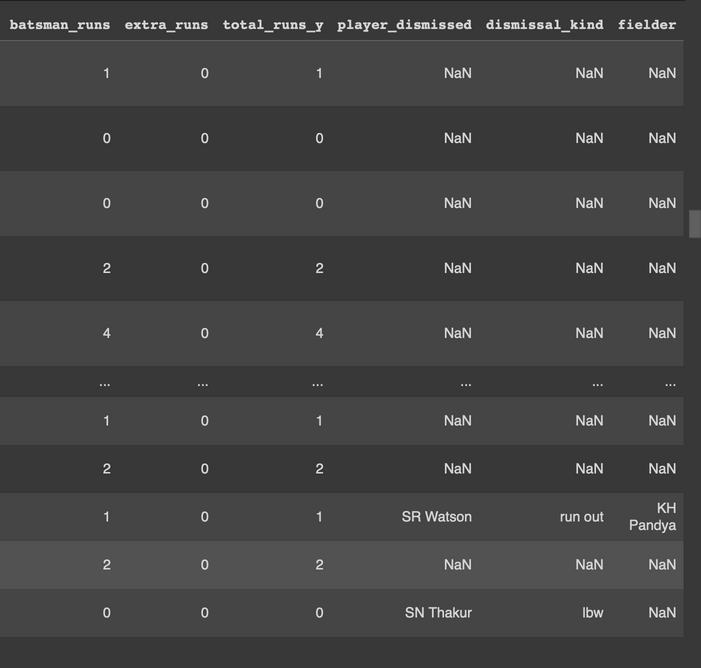 batsman_runs extra_runs total_runs_y player_dismissed dismissal_kind fielder
1 0 1 NaN NaN NaN
0 0 0 NaN NaN NaN
0 0 0 NaN NaN NaN
2 0 2 NaN NaN NaN
4 0 4 NaN NaN NaN
... ... ... ... ... ...
1 0 1 NaN NaN NaN
2 0 2 NaN NaN NaN
1 0 1 SR Watson run out KH
Pandya
2 0 2 NaN NaN NaN
0 0 0 SN Thakur lbw NaN